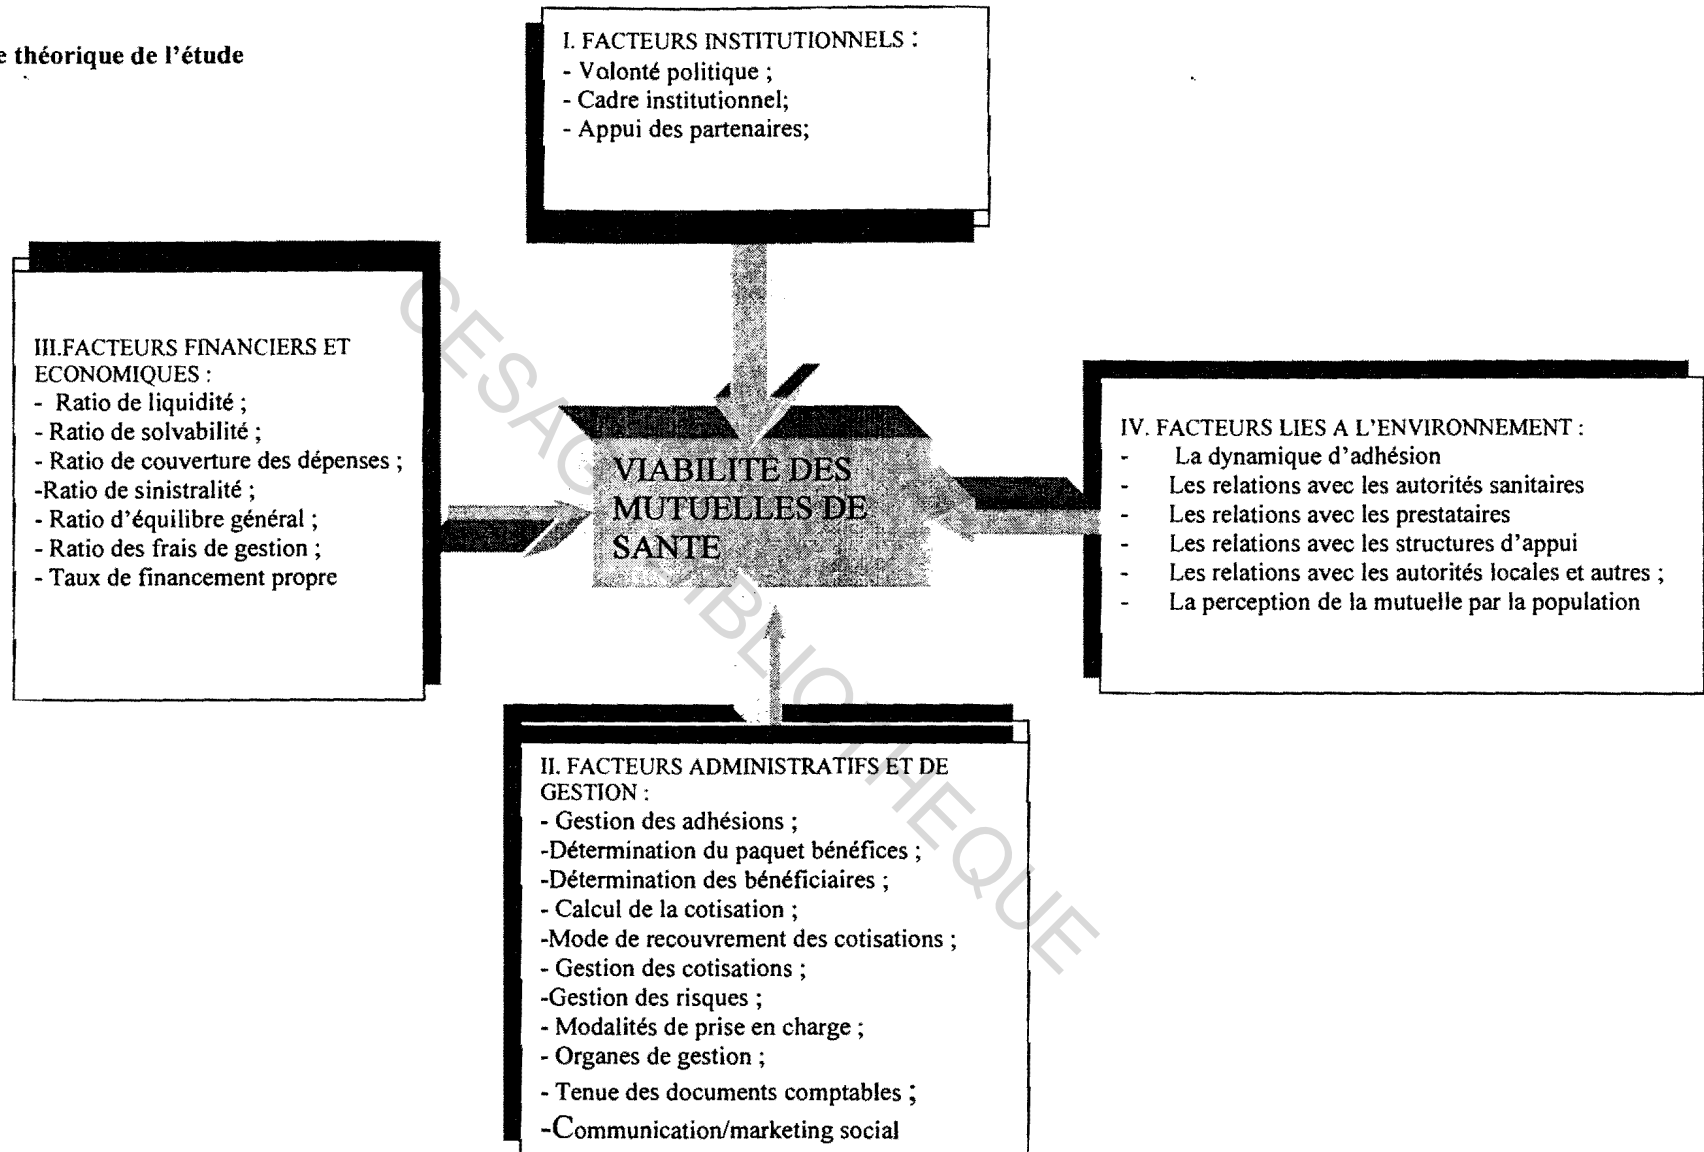 e théorique de l'étude
I. FACTEURS INSTITUTIONNELS :
- Volonté politique ;
- Cadre institutionnel;
- Appui des partenaires;
III.FACTEURS FINANCIERS ET
ECONOMIQUES :
- Ratio de liquidité ;
- Ratio de solvabilité ;
- Ratio de couverture des dépenses ;
-Ratio de sinistralité ;
- Ratio d'équilibre général ;
- Ratio des frais de gestion ;
- Taux de financement propre
VIABILITE DES
MUTUELLES DE
SANTE
IV. FACTEURS LIES A L'ENVIRONNEMENT :
- La dynamique d'adhésion
- Les relations avec les autorités sanitaires
- Les relations avec les prestataires
- Les relations avec les structures d'appui
- Les relations avec les autorités locales et autres ;
- La perception de la mutuelle par la population
II. FACTEURS ADMINISTRATIFS ET DE
GESTION :
- Gestion des adhésions ;
-Détermination du paquet bénéfices ;
-Détermination des bénéficiaires ;
- Calcul de la cotisation ;
-Mode de recouvrement des cotisations ;
- Gestion des cotisations ;
-Gestion des risques ;
- Modalités de prise en charge ;
- Organes de gestion ;
- Tenue des documents comptables ;
-Communication/marketing social
CESAG - BIBLIOTHEQUE